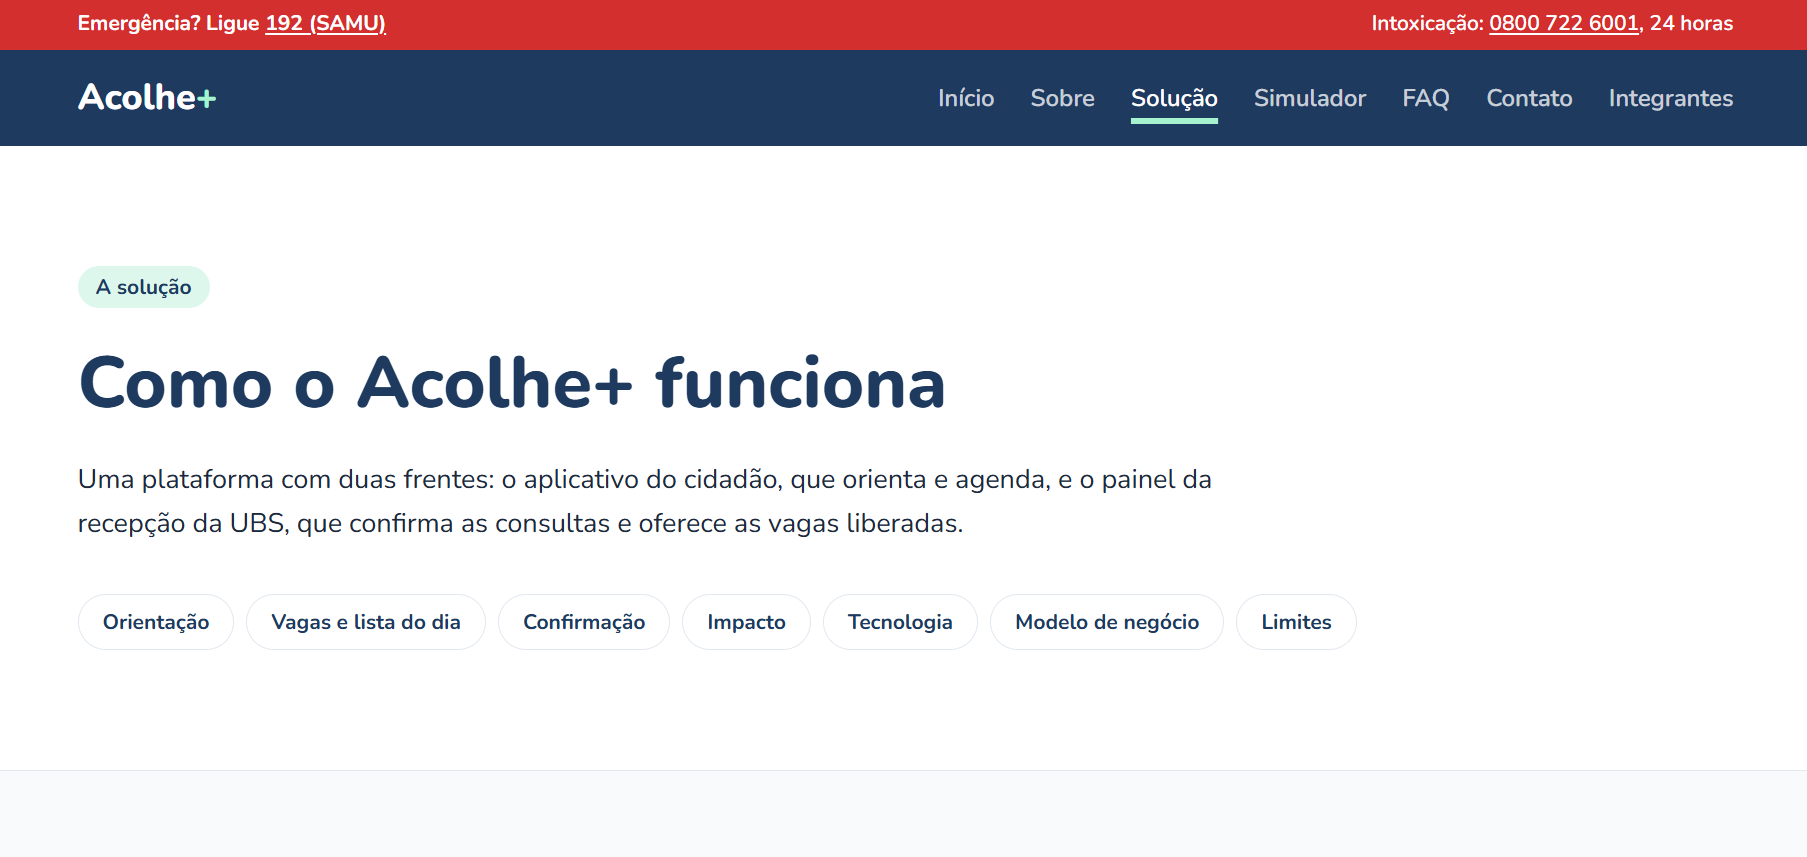 Emergência? Ligue 192 (SAMU)
Intoxicação: 0800 722 6001, 24 horas
Acolhe+
Início
Sobre
Solução
Simulador
FAQ
Contato
Integrantes
A solução
Como o Acolhe+ funciona
Uma plataforma com duas frentes: o aplicativo do cidadão, que orienta e agenda, e o painel da
recepção da UBS, que confirma as consultas e oferece as vagas liberadas.
Orientação
Vagas e lista do dia
Confirmação
Impacto
Tecnologia
Modelo de negócio
Limites